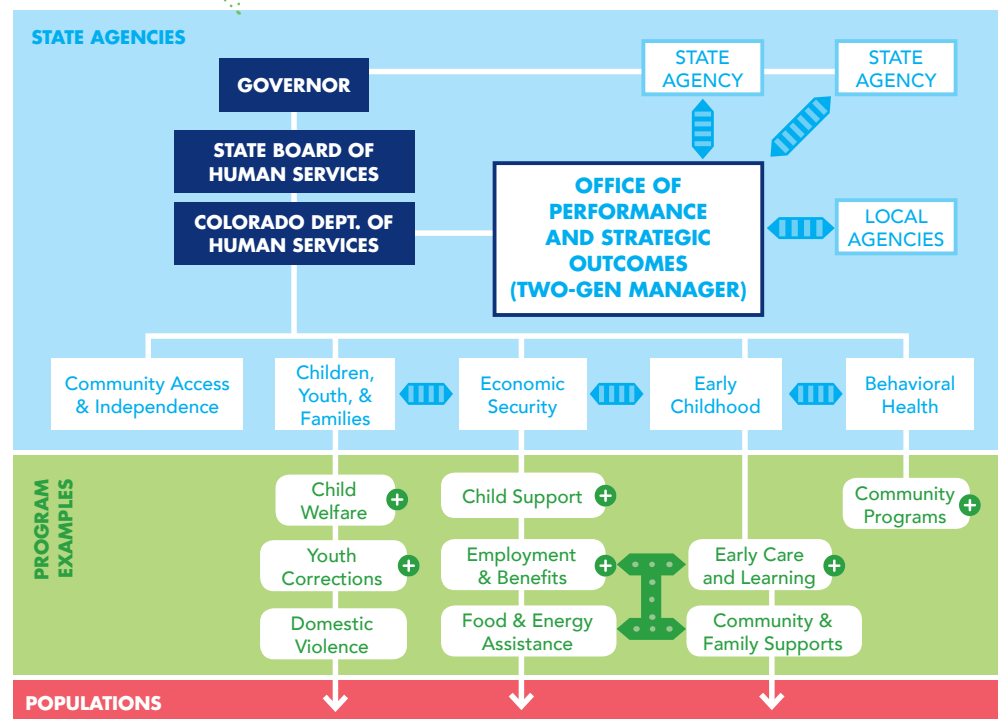 STATE AGENCIES
GOVERNOR
STATE
AGENCY
STATE
AGENCY
STATE BOARD OF
HUMAN SERVICES
COLORADO DEPT. OF
HUMAN SERVICES
OFFICE OF
PERFORMANCE
AND STRATEGIC
OUTCOMES
(TWO-GEN MANAGER)
LOCAL
AGENCIES
Community Access
& Independence
Children,
Youth, &
Families
Economic
Security
Early
Childhood
Behavioral
Health
PROGRAM
EXAMPLES
Child
Welfare
+
Youth
Corrections
+
Domestic
Violence
Child Support
+
Employment
& Benefits
+
Food & Energy
Assistance
Early Care
and Learning
+
Community &
Family Supports
Community
Programs
+
POPULATIONS